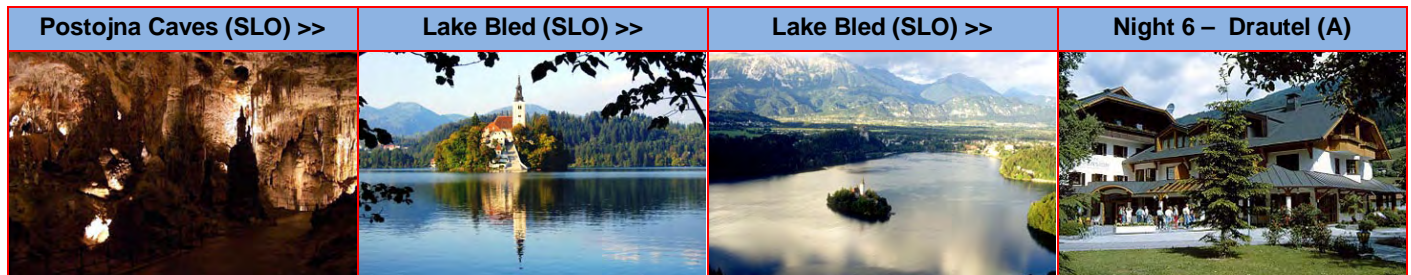 Postojna Caves (SLO) >>
Lake Bled (SLO) >>
Lake Bled (SLO) >>
Night 6 – Drautel (A)